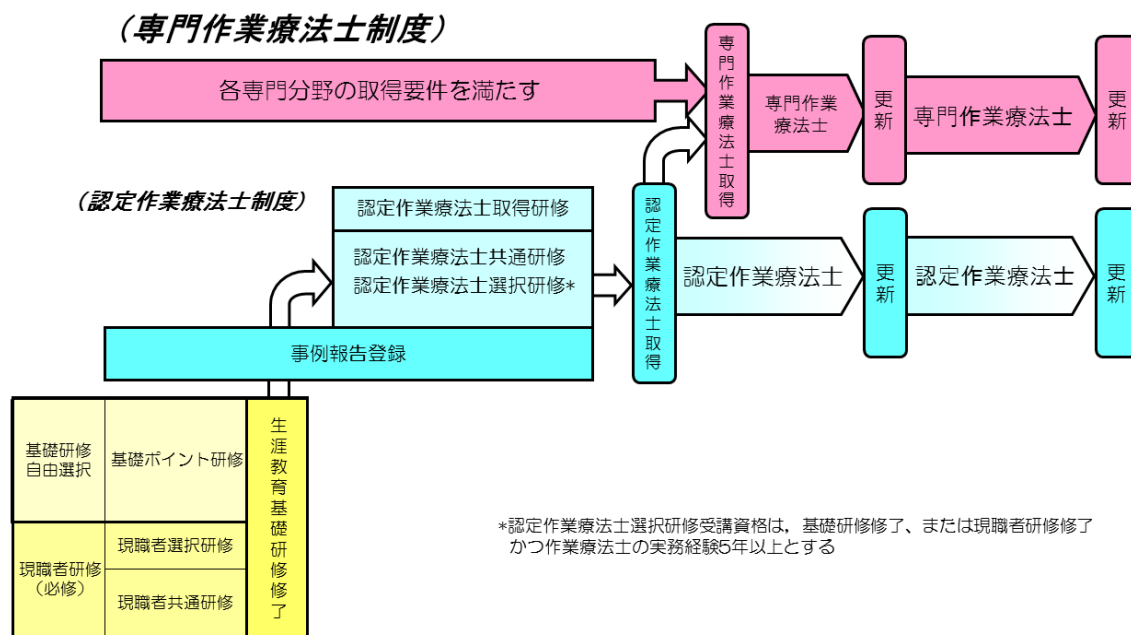 （専門作業療法士制度）
各専門分野の取得要件を満たす
専門作業療法士取得
専門作業
療法士
更新
専門作業療法士
更新
（認定作業療法士制度）
認定作業療法士取得研修
認定作業療法士共通研修
認定作業療法士選択研修*
事例報告登録
認定作業療法士取得
認定作業療法士
更新
認定作業療法士
更新
基礎研修
自由選択
基礎ポイント研修
現職者研修
（必修）
現職者選択研修
現職者共通研修
生涯教育基礎研修修了
*認定作業療法士選択研修受講資格は，基礎研修修了、または現職者研修修了
かつ作業療法士の実務経験5年以上とする